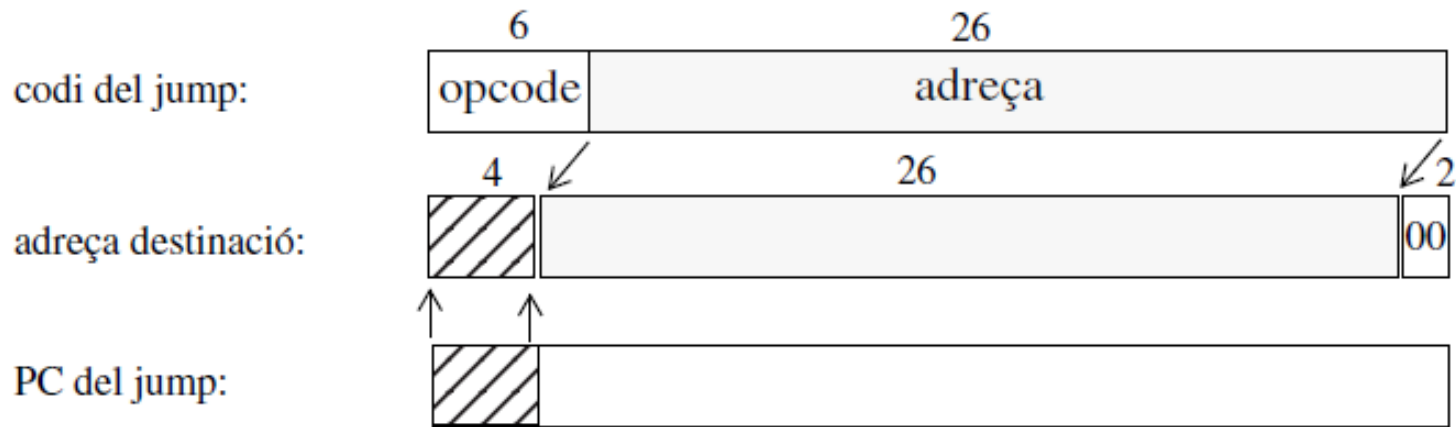 6 26
codi del jump: opcode adreça
4 26 2
adreça destinació: 00
PC del jump: